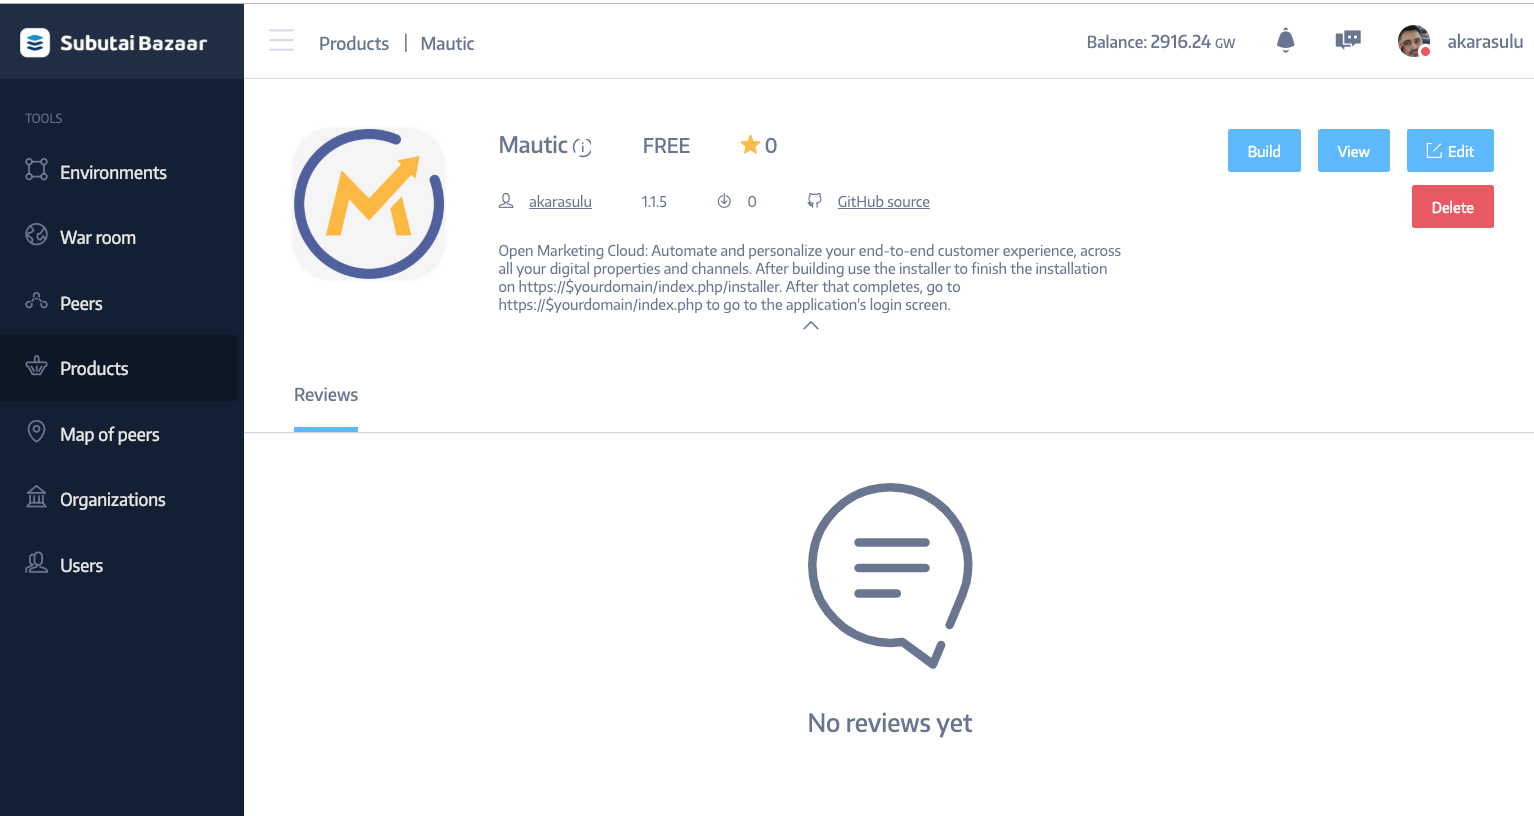 Subutai Bazaar
Products | Mautic
Balance: 2916.24 GW
akarasulu
TOOLS
Environments
War room
Peers
Products
Map of peers
Organizations
Users
Mautic
FREE
0
Build
View
Edit
Delete
akarasulu
1.1.5
0
GitHub source
Open Marketing Cloud: Automate and personalize your end-to-end customer experience, across
all your digital properties and channels. After building use the installer to finish the installation
on https://$yourdomain/index.php/installer. After that completes, go to
https://$yourdomain/index.php to go to the application's login screen.
Reviews
No reviews yet